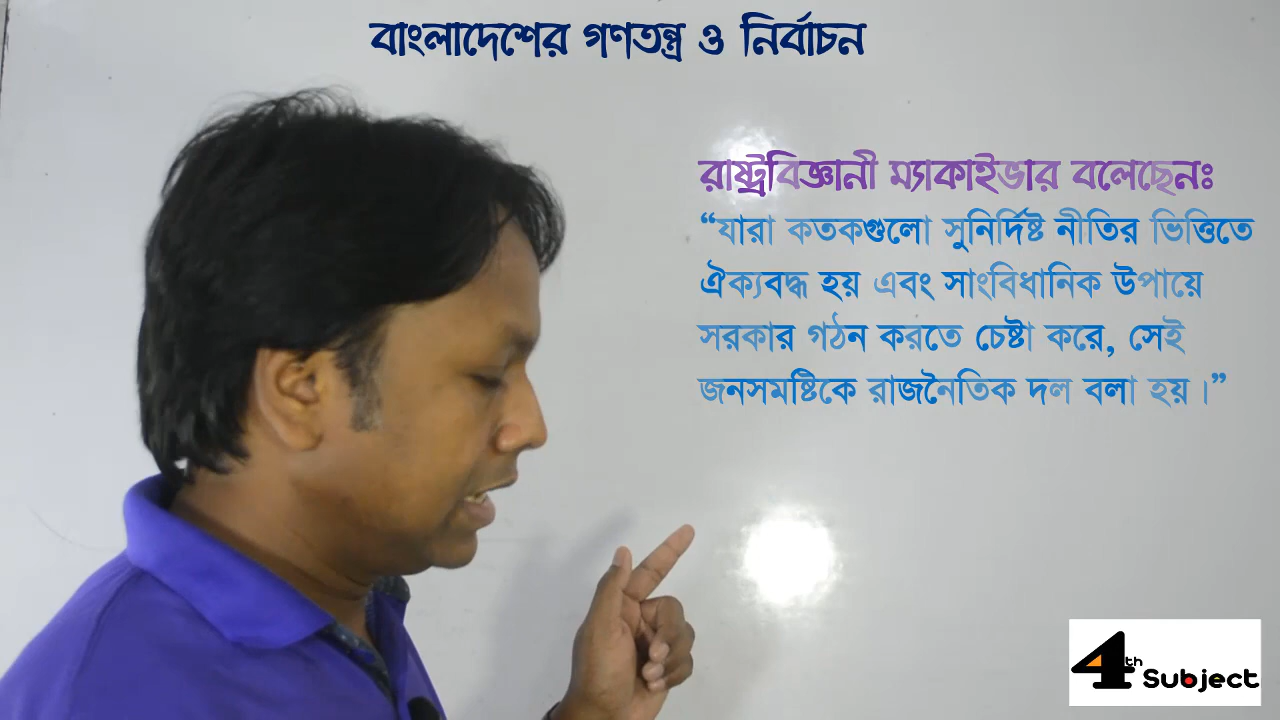 বাংলাদেশের গণতন্ত্র ও নির্বাচন
রাষ্ট্রবিজ্ঞানী ম্যাকাইভার বলেছেনঃ
“যারা কতকগুলো সুনির্দিষ্ট নীতির ভিত্তিতে
ঐক্যবদ্ধ হয় এবং সাংবিধানিক উপায়ে
সরকার গঠন করতে চেষ্টা করে, সেই
জনসমষ্টিকে রাজনৈতিক দল বলা হয়।”
4th Subject